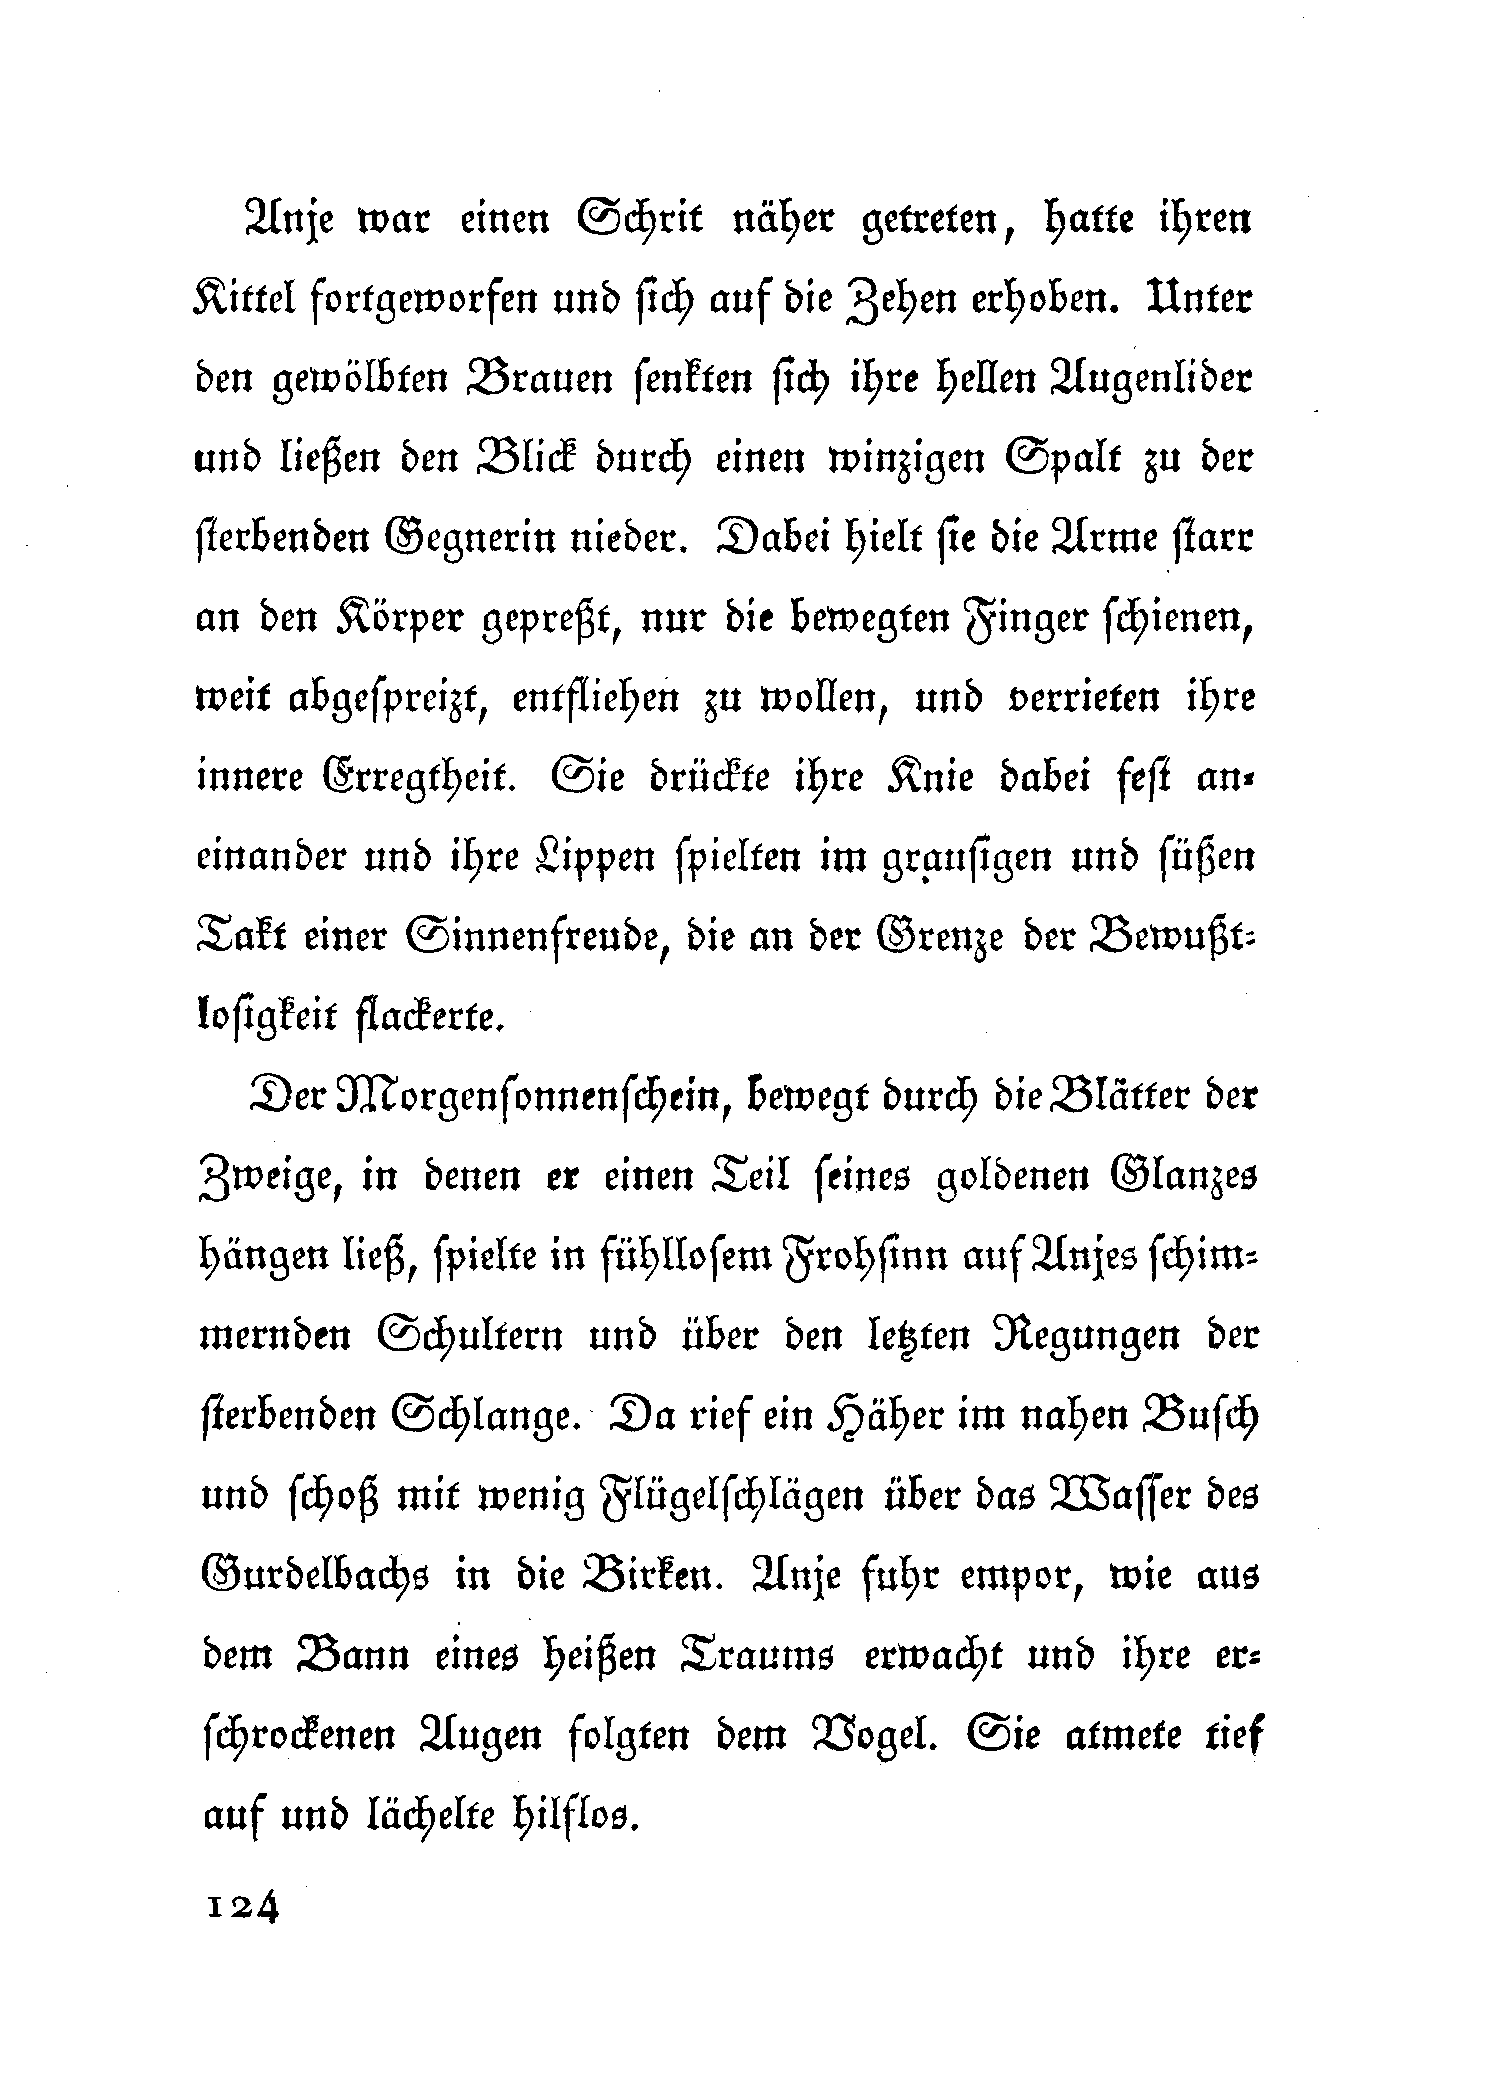 Anje war einen Schrit näher getreten, hatte ihren
Kittel fortgeworfen und sich auf die Zehen erhoben. Unter
den gewölbten Brauen senkten sich ihre hellen Augenlider
und ließen den Blick durch einen winzigen Spalt zu der
sterbenden Gegnerin nieder. Dabei hielt sie die Arme starr
an den Körper gepreßt, nur die bewegten Finger schienen,
weit abgespreizt, entfliehen zu wollen, und verrieten ihre
innere Erregtheit. Sie drückte ihre Knie dabei fest an-
einander und ihre Lippen spielten im grausigen und süßen
Takt einer Sinnenfreude, die an der Grenze der Bewußt-
losigkeit flackerte.
Der Morgensonnenschein, bewegt durch die Blätter der
Zweige, in denen er einen Teil seines goldenen Glanzes
hängen ließ, spielte in fühllosem Frohsinn auf Anjes schim-
mernden Schultern und über den letzten Regungen der
sterbenden Schlange. Da rief ein Häher im nahen Busch
und schoß mit wenig Flügelschlägen über das Wasser des
Gurdelbachs in die Birken. Anje fuhr empor, wie aus
dem Bann eines heißen Traums erwacht und ihre er-
schrockenen Augen folgten dem Vogel. Sie atmete tief
auf und lächelte hilflos.
124